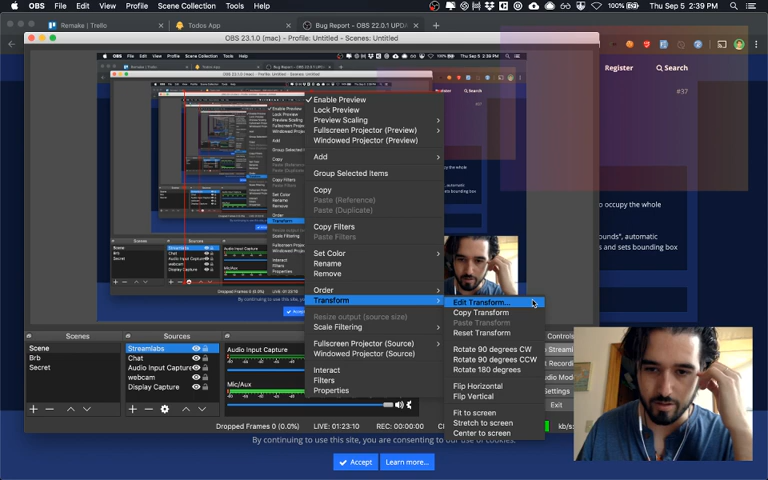 OBS File Edit View Profile Scene Collection Tools Help
100% Thu Sep 5 2:39 PM
Remake | Trello
Todos App
Bug Report - OBS 22.0.1 UPD
OBS 23.1.0 (mac) - Profile: Untitled - Scenes: Untitled
Register
Search
#37
Enable Preview
Lock Preview
Preview Scaling
Fullscreen Projector (Preview)
Windowed Projector (Preview)
Add
Group Selected Items
Copy
Paste (Reference)
Paste (Duplicate)
Copy Filters
Paste Filters
Set Color
Rename
Remove
Order
Transform
Resize output (source size)
Scale Filtering
Fullscreen Projector (Source)
Windowed Projector (Source)
Interact
Filters
Properties
Edit Transform...
Copy Transform
Paste Transform
Reset Transform
Rotate 90 degrees CW
Rotate 90 degrees CCW
Rotate 180 degrees
Flip Horizontal
Flip Vertical
Fit to screen
Stretch to screen
Center to screen
to occupy the whole
ounds", automatic
s and sets bounding box
Scenes
Scene
Brb
Secret
Sources
Streamlabs
Chat
Audio Input Captur
webcam
Display Capture
Audio Input Capture
Mic/Aux
Controls
Streami
Recordi
dio Mod
ettings
Exit
Dropped Frames 0 (0.0%) LIVE: 01:23:10 REC: 00:00:00
kb/s
By continuing to use this site, you are consenting to our use of cookies.
Accept
Learn more...